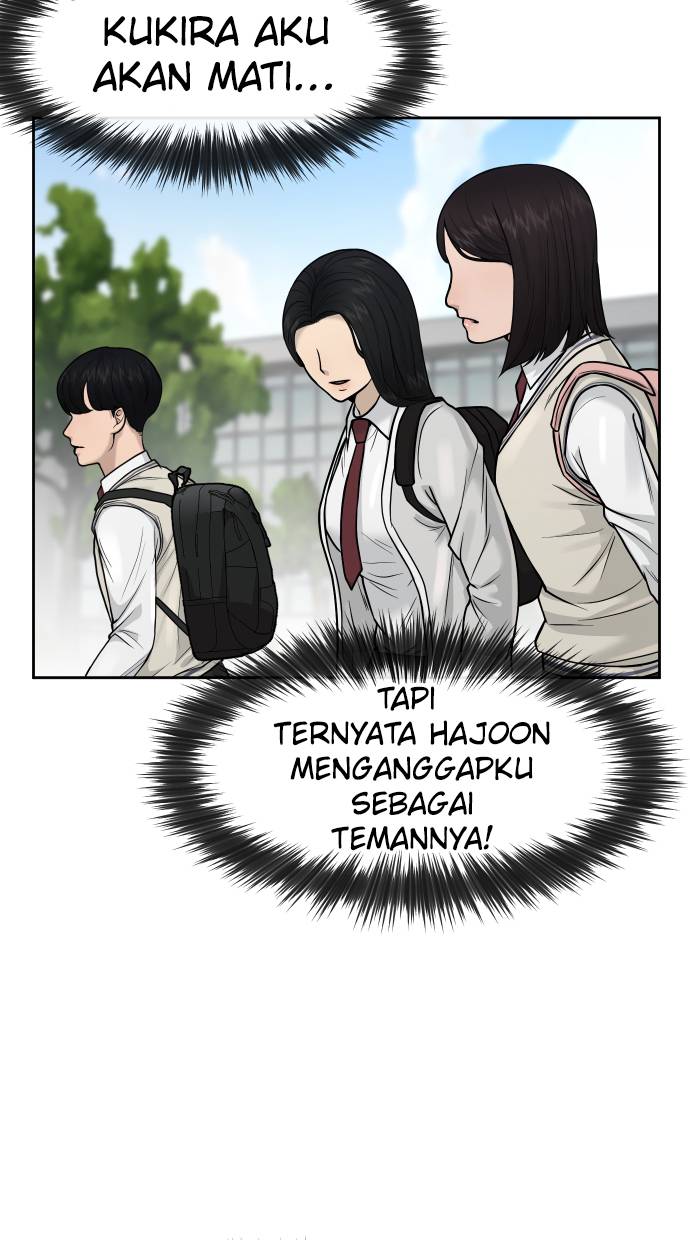 KUKIRA AKU
AKAN MATI...
TAPI
TERNYATA HAJOON
MENGANGGAPKU
SEBAGAI
TEMANNYA!